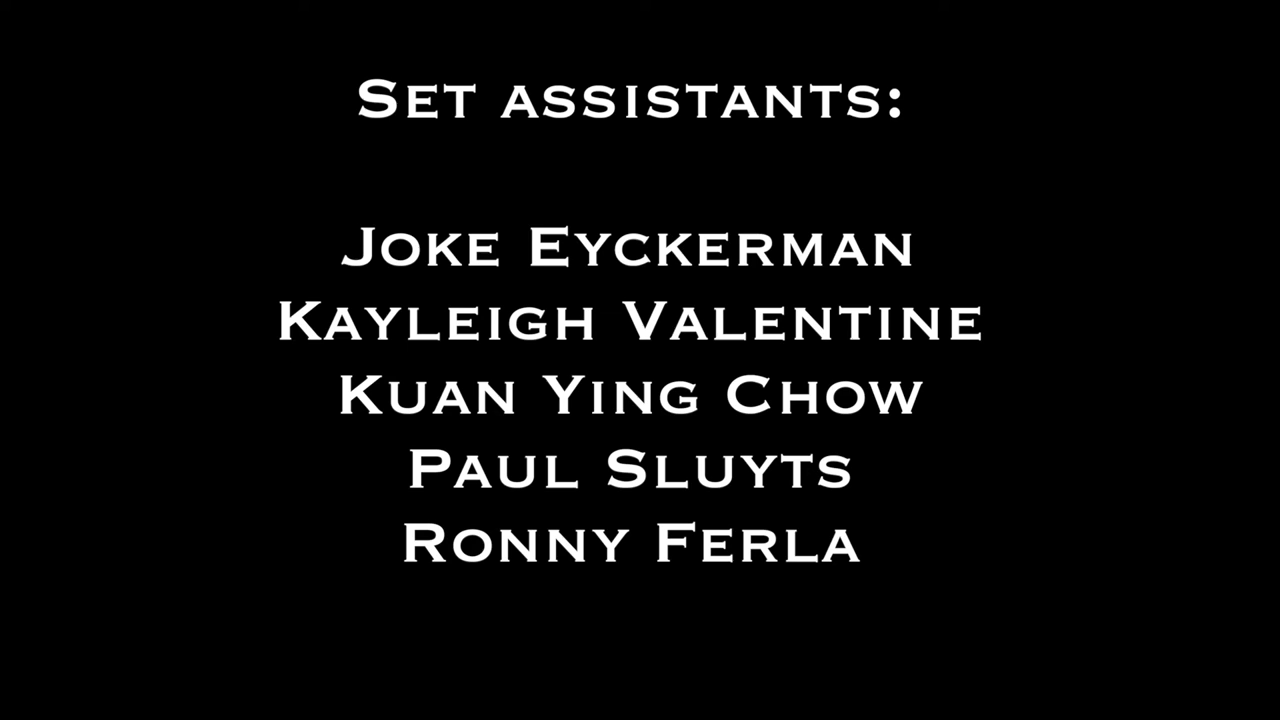 Set assistants:
Joke Eyckerman
Kayleigh Valentine
Kuan Ying Chow
Paul Sluyts
Ronny Ferla